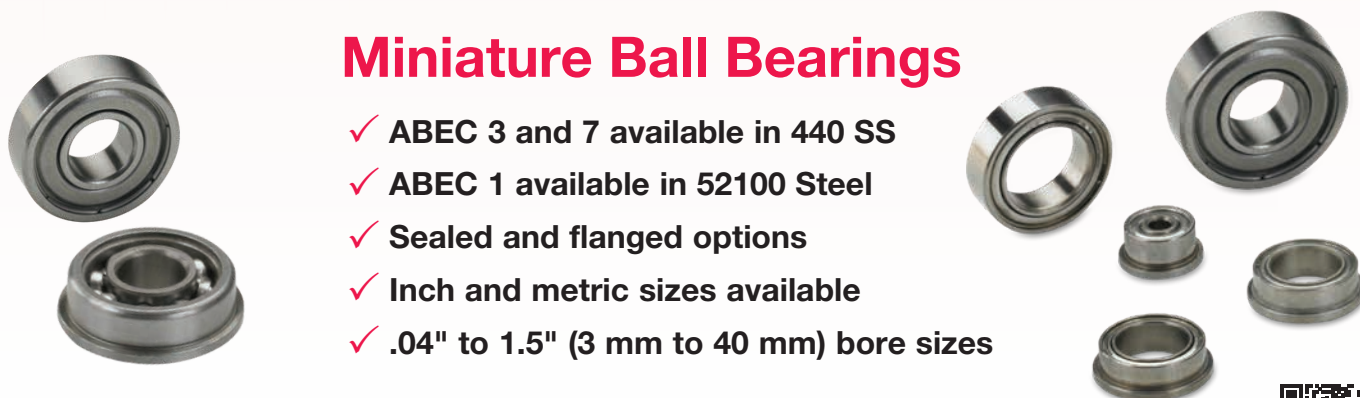 Miniature Ball Bearings
✓ ABEC 3 and 7 available in 440 SS
✓ ABEC 1 available in 52100 Steel
✓ Sealed and flanged options
✓ Inch and metric sizes available
✓ .04" to 1.5" (3 mm to 40 mm) bore sizes